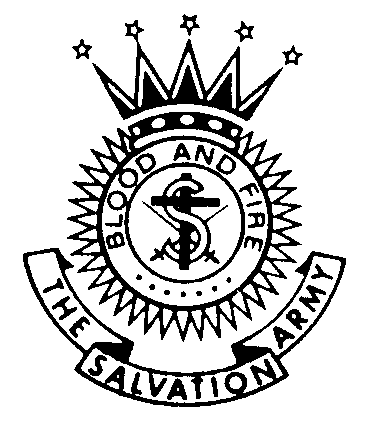 BLOOD AND FIRE
S
THE SALVATION ARMY